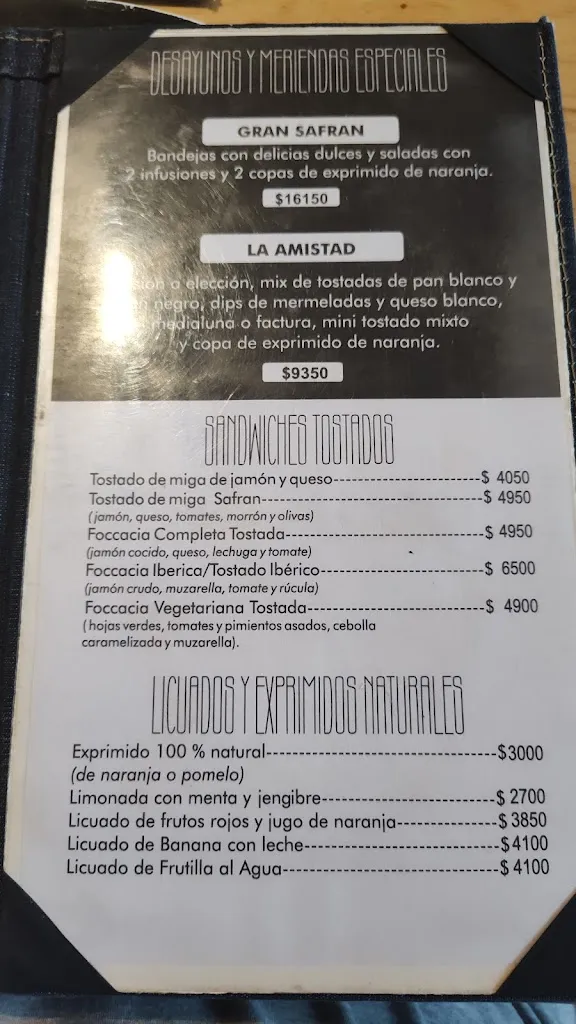 DESAYUNOS Y MERIENDAS ESPECIALES
GRAN SAFRAN
Bandejas con delicias dulces y saladas con
2 infusiones y 2 copas de exprimido de naranja.
$16150
LA AMISTAD
a elección, mix de tostadas de pan blanco y
negro, dips de mermeladas y queso blanco,
medialuna o factura, mini tostado mixto
y copa de exprimido de naranja.
$9350
SANDWICHES TOSTADOS
Tostado de miga de jamón y queso------------------$ 4050
Tostado de miga Safran----------------------------$ 4950
(jamón, queso, tomates, morrón y olivas)
Foccacia Completa Tostada-------------------------$ 4950
(jamón cocido, queso, lechuga y tomate)
Foccacia Iberica/Tostado Ibérico--------------------$ 6500
(jamón crudo, muzarella, tomate y rúcula)
Foccacia Vegetariana Tostada----------------------$ 4900
(hojas verdes, tomates y pimientos asados, cebolla
caramelizada y muzarella).
LICUADOS Y EXPRIMIDOS NATURALES
Exprimido 100 % natural-----------------------------$3000
(de naranja o pomelo)
Limonada con menta y jengibre---------------------$ 2700
Licuado de frutos rojos y jugo de naranja------------$ 3850
Licuado de Banana con leche-----------------------$ 4100
Licuado de Frutilla al Agua--------------------------$ 4100